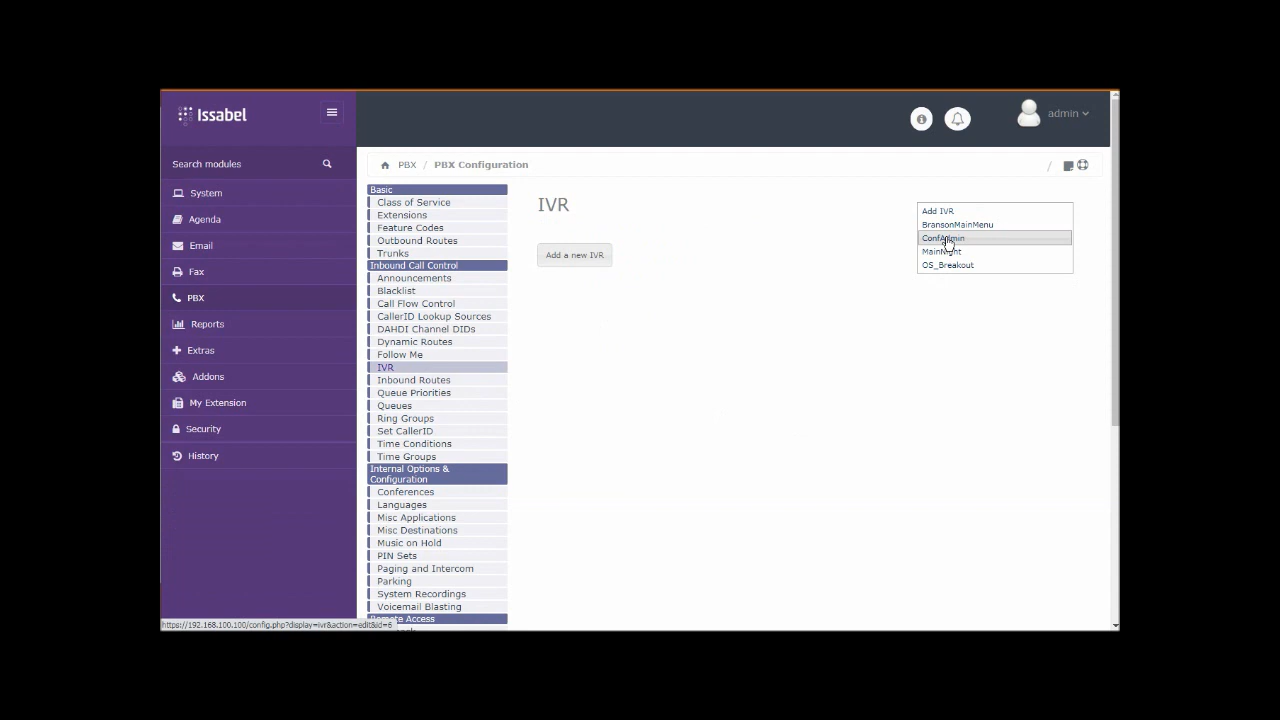 Issabel
admin
Search modules
PBX / PBX Configuration /
System
Agenda
Email
Fax
PBX
Reports
Extras
Addons
My Extension
Security
History
Basic
Class of Service
Extensions
Feature Codes
Outbound Routes
Trunks
Inbound Call Control
Announcements
Blacklist
Call Flow Control
CallerID Lookup Sources
DAHDI Channel DIDs
Dynamic Routes
Follow Me
IVR
Inbound Routes
Queue Priorities
Queues
Ring Groups
Set CallerID
Time Conditions
Time Groups
Internal Options &
Configuration
Conferences
Languages
Misc Applications
Misc Destinations
Music on Hold
PIN Sets
Paging and Intercom
Parking
System Recordings
Voicemail Blasting
Remote Access
IVR
Add a new IVR
Add IVR
BransonMainMenu
ConfAdmin
MainNight
OS_Breakout
https://192.168.100.100/config.php?display=ivr&action=edit&id=6